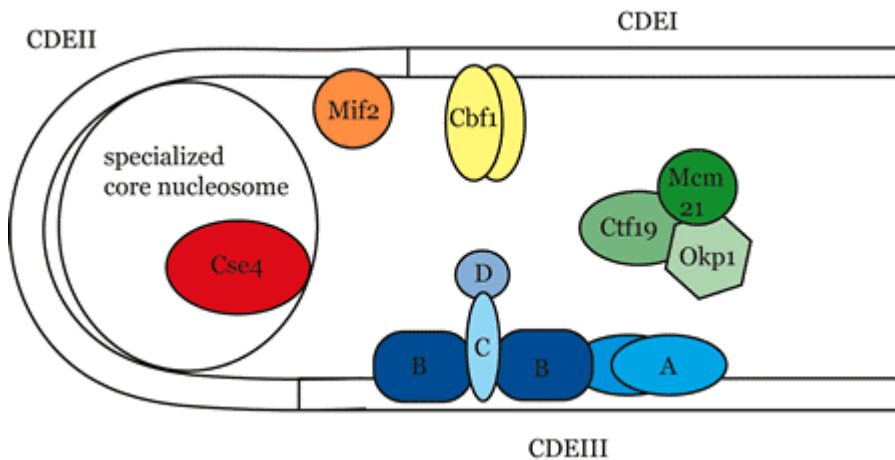 CDEI
CDEII
Mif2
Cbf1
specialized
core nucleosome
Mcm
21
Ctf19
Okp1
Cse4
D
C
B
B
A
CDEIII